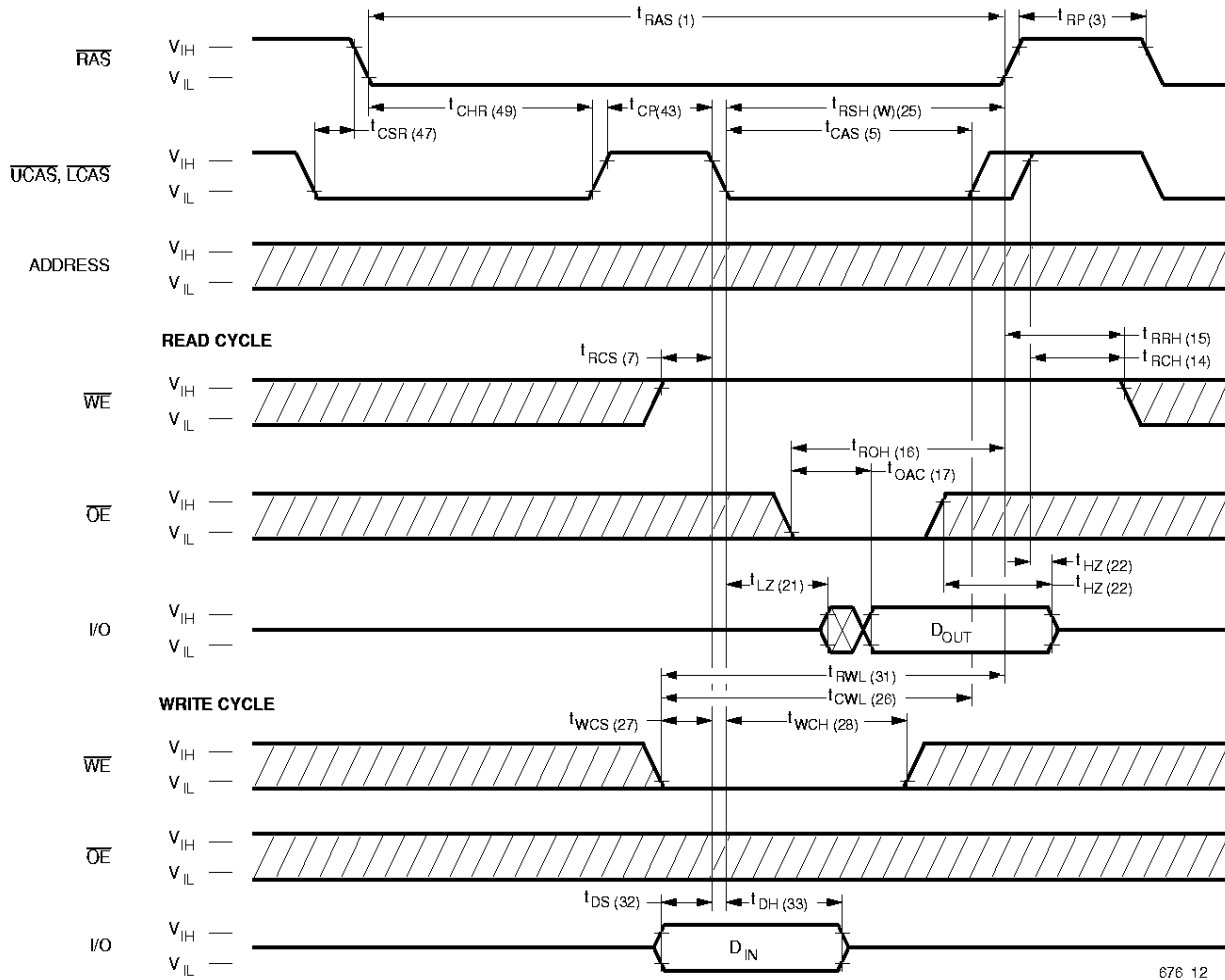 t RAS (1) t RP (3)
RAS V IH
V IL
t CHR (49) t CP(43) t RSH (W)(25)
t CSR (47) t CAS (5)
UCAS, LCAS V IH
V IL
ADDRESS V IH
V IL
READ CYCLE
t RRH (15)
t RCS (7) t RCH (14)
WE V IH
V IL
t ROH (16)
t OAC (17)
OE V IH
V IL
t HZ (22)
t LZ (21) t HZ (22)
I/O V IH
V IL
D OUT
t RWL (31)
WRITE CYCLE t CWL (26)
t WCS (27) t WCH (28)
WE V IH
V IL
OE V IH
V IL
t DS (32) t DH (33)
I/O V IH
V IL
D IN
676 12